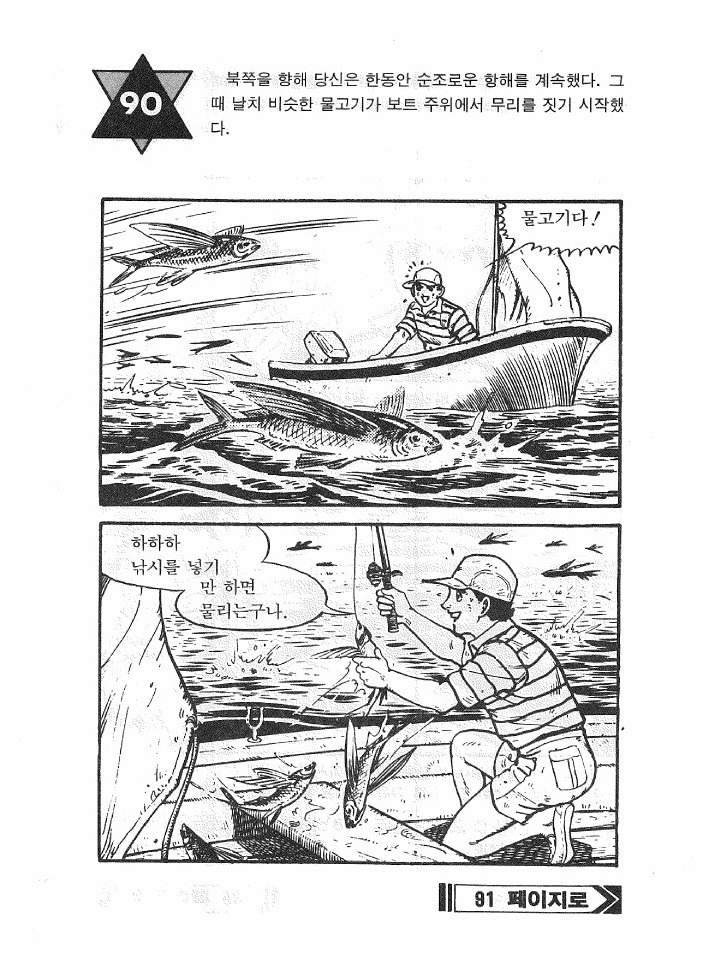 90
북쪽을 향해 당신은 한동안 순조로운 항해를 계속했다. 그
때 날치 비슷한 물고기가 보트 주위에서 무리를 짓기 시작했
다.
물고기다!
하하하
낚시를 넣기
만 하면
물리는구나.
91 페이지로